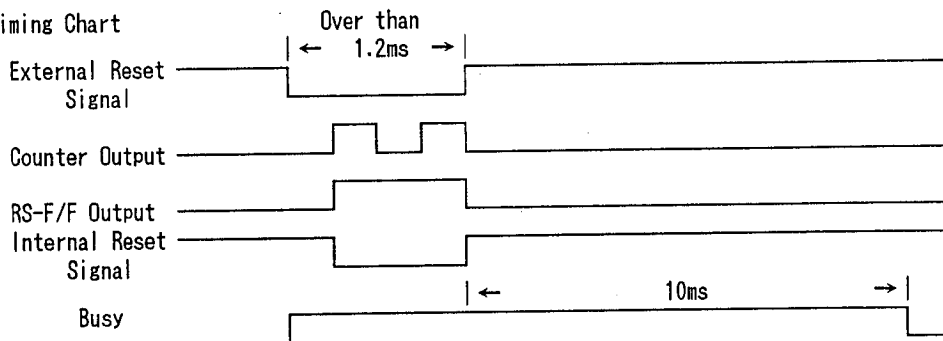 iming Chart
Over than
1.2ms
External Reset
Signal
Counter Output
RS-F/F Output
Internal Reset
Signal
10ms
Busy